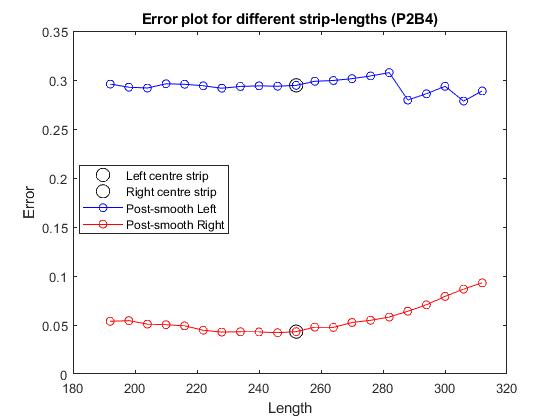 Error plot for different strip-lengths (P2B4)
0.35
0.3
0.25
0.2
0.15
0.1
0.05
0
Error
Left centre strip
Right centre strip
Post-smooth Left
Post-smooth Right
180 200 220 240 260 280 300 320
Length